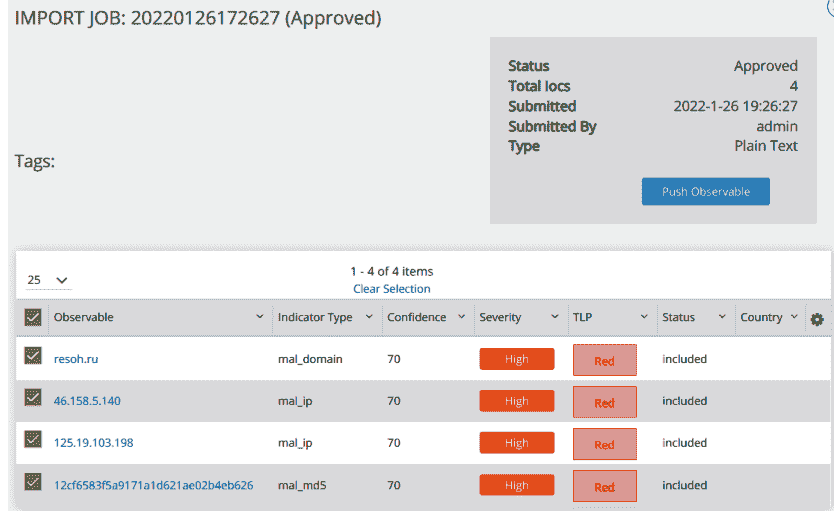 IMPORT JOB: 20220126172627 (Approved)
Status Approved
Total Iocs 4
Submitted 2022-1-26 19:26:27
Submitted By admin
Type Plain Text
Tags:
Push Observable
25
1 - 4 of 4 items
Clear Selection
Observable Indicator Type Confidence Severity TLP Status Country
resoh.ru mal_domain 70 High Red included
46.158.5.140 mal_ip 70 High Red included
125.19.103.198 mal_ip 70 High Red included
12cf6583f5a9171a1d621ae02b4eb626 mal_md5 70 High Red included